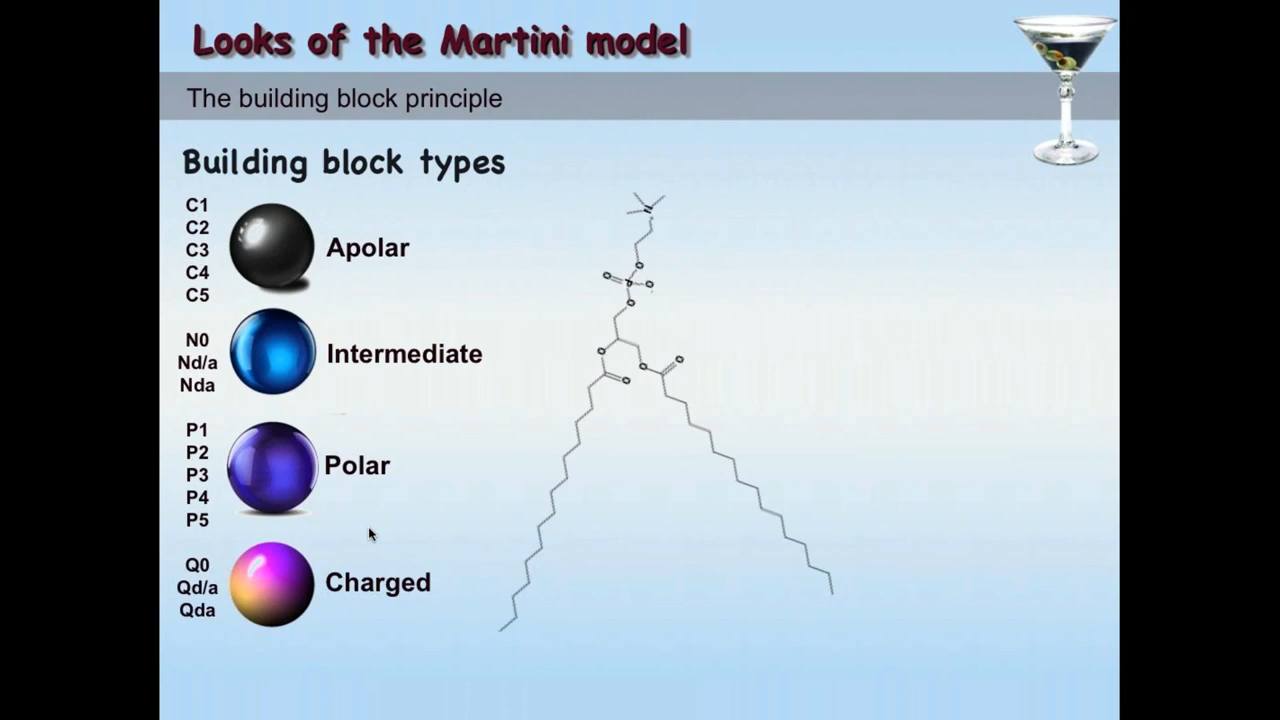 Looks of the Martini model
The building block principle
Building block types
C1
C2
C3
C4
C5
Apolar
N0
Nd/a
Nda
Intermediate
P1
P2
P3
P4
P5
Polar
Q0
Qd/a
Qda
Charged
N
O
O P O
O
O
O
O
O